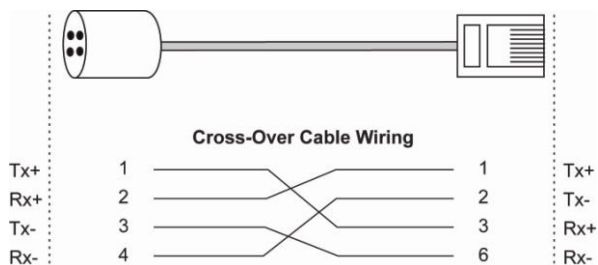 Cross-Over Cable Wiring
Tx+ 1 1 Tx+
Rx+ 2 2 Tx-
Tx- 3 3 Rx+
Rx- 4 6 Rx-